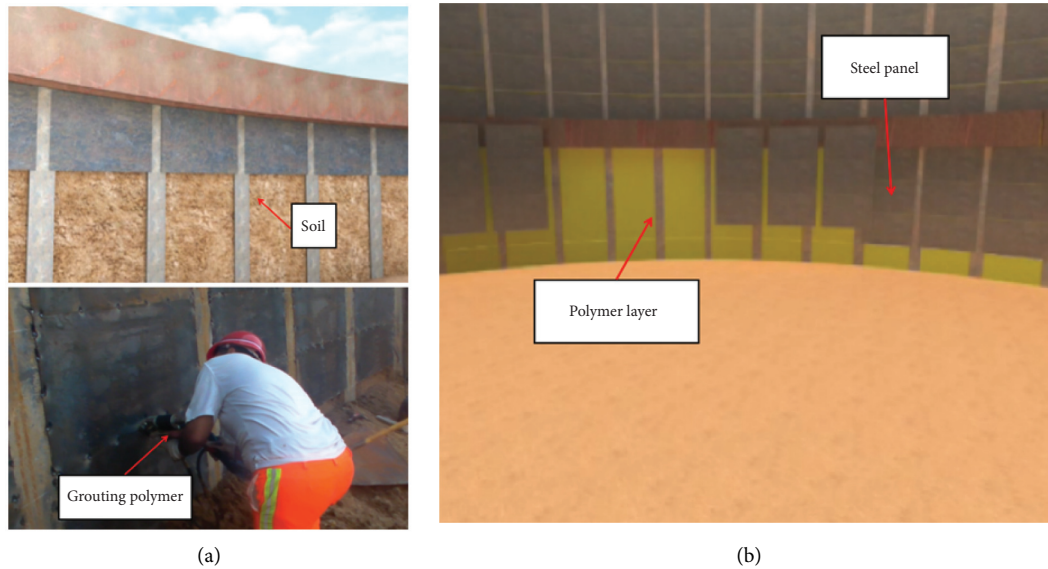 Soil
Grouting polymer
(a)
Steel panel
Polymer layer
(b)